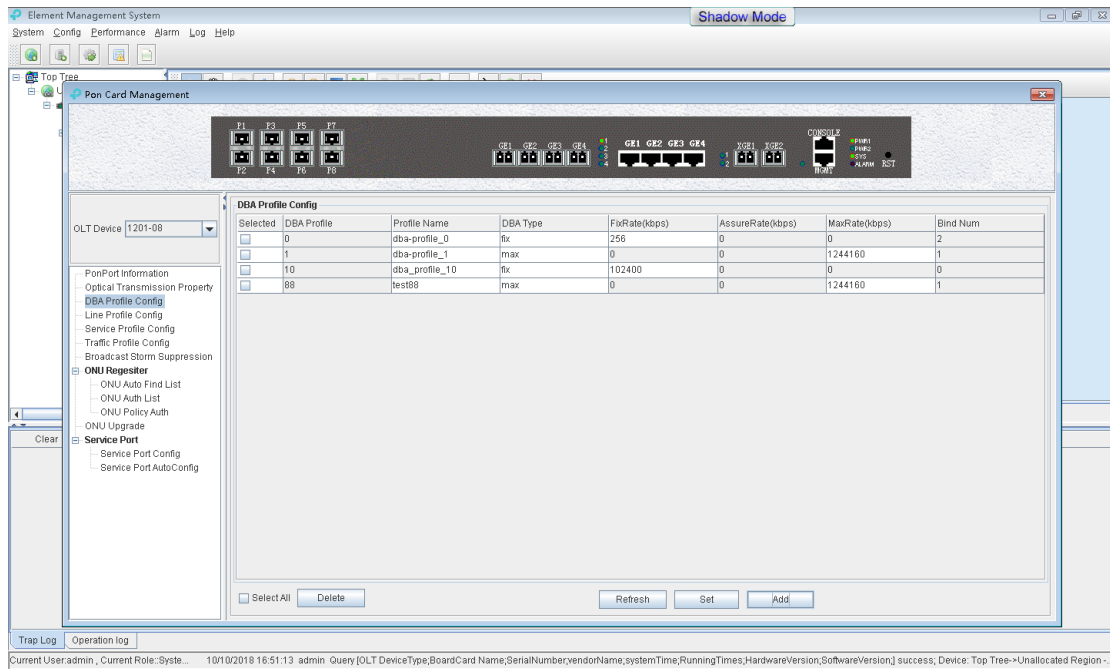 Element Management System
Shadow Mode
System Config Performance Alarm Log Help
Top Tree
Pon Card Management
P1 P3 P5 P7
P2 P4 P6 P8
GE1 GE2 GE3 GE4
1
2
3
4
GE1 GE2 GE3 GE4
1
2
XGE1 XGE2
CONSOLE
MGMT
PWR1
PWR2
SYS
ALARM
RST
OLT Device 1201-08
PonPort Information
Optical Transmission Property
DBA Profile Config
Line Profile Config
Service Profile Config
Traffic Profile Config
Broadcast Storm Suppression
ONU Regesiter
ONU Auto Find List
ONU Auth List
ONU Policy Auth
ONU Upgrade
Service Port
Service Port Config
Service Port AutoConfig
DBA Profile Config
Selected DBA Profile Profile Name DBA Type FixRate(kbps) AssureRate(kbps) MaxRate(kbps) Bind Num
0 dba-profile_0 fix 256 0 0 2
1 dba-profile_1 max 0 0 1244160 1
10 dba_profile_10 fix 102400 0 0 0
88 test88 max 0 0 1244160 1
Select All Delete Refresh Set Add
Clear
Trap Log Operation log
Current User:admin , Current Role::Syste... 10/10/2018 16:51:13 admin Query [OLT DeviceType;BoardCard Name;SerialNumber;vendorName;systemTime;RunningTimes;HardwareVersion;SoftwareVersion;] success; Device: Top Tree->Unallocated Region-...